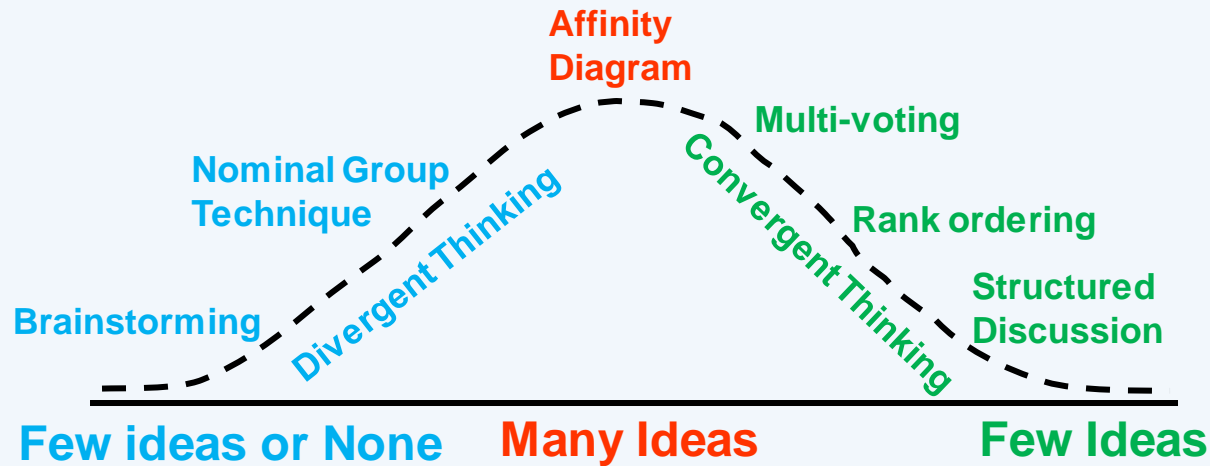 Affinity
Diagram
Multi-voting
Nominal Group
Technique
Divergent Thinking
Convergent Thinking
Rank ordering
Structured
Discussion
Brainstorming
Few ideas or None
Many Ideas
Few Ideas